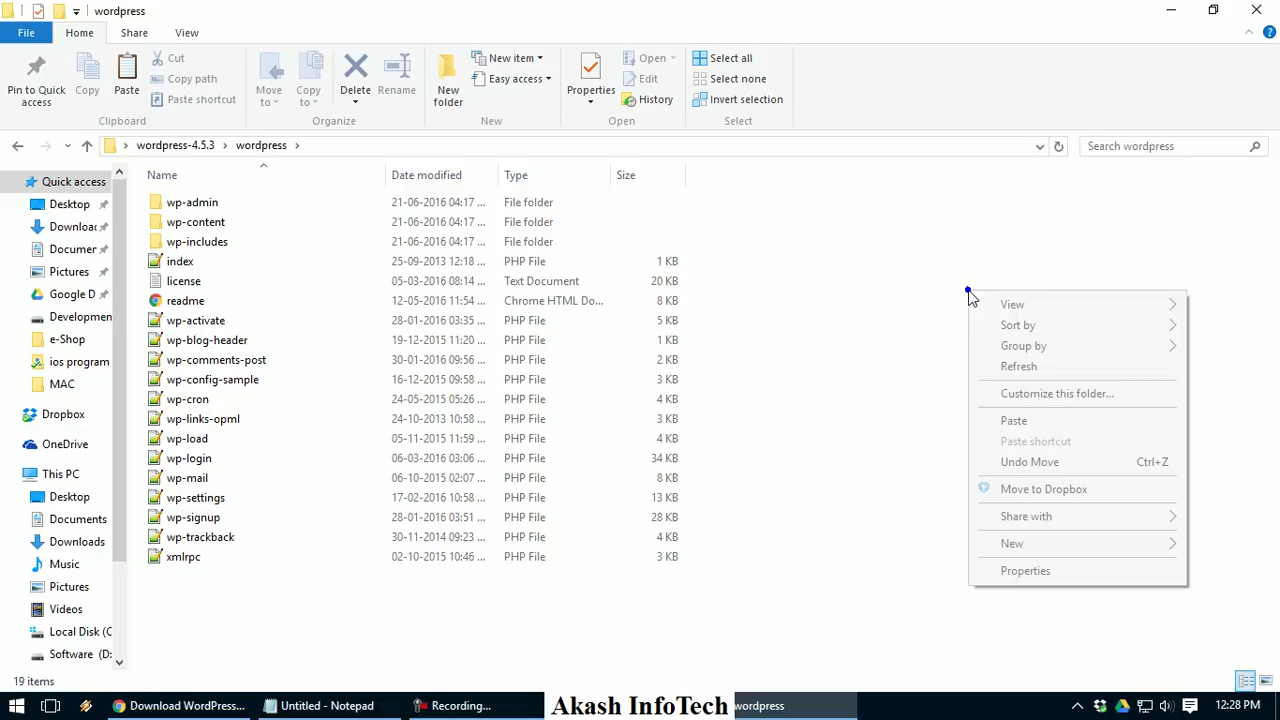 wordpress
File Home Share View
Pin to Quick access
Copy
Paste
Cut
Copy path
Paste shortcut
Clipboard
Move to
Copy to
Delete
Rename
Organize
New folder
New item
Easy access
New
Properties
Open
Edit
History
Open
Select all
Select none
Invert selection
Select
wordpress-4.5.3 wordpress
Search wordpress
Quick access
Desktop
Downloac
Documer
Pictures
Google D
Developmen
e-Shop
ios program
MAC
Dropbox
OneDrive
This PC
Desktop
Documents
Downloads
Music
Pictures
Videos
Local Disk (C
Software (D:
Name Date modified Type Size
wp-admin 21-06-2016 04:17 ... File folder
wp-content 21-06-2016 04:17 ... File folder
wp-includes 21-06-2016 04:17 ... File folder
index 25-09-2013 12:18 ... PHP File 1 KB
license 05-03-2016 08:14 ... Text Document 20 KB
readme 12-05-2016 11:54 ... Chrome HTML Do... 8 KB
wp-activate 28-01-2016 03:35 ... PHP File 5 KB
wp-blog-header 19-12-2015 11:20 ... PHP File 1 KB
wp-comments-post 30-01-2016 09:56 ... PHP File 2 KB
wp-config-sample 16-12-2015 09:58 ... PHP File 3 KB
wp-cron 24-05-2015 05:26 ... PHP File 4 KB
wp-links-opml 24-10-2013 10:58 ... PHP File 3 KB
wp-load 05-11-2015 11:59 ... PHP File 4 KB
wp-login 06-03-2016 03:06 ... PHP File 34 KB
wp-mail 06-10-2015 02:07 ... PHP File 8 KB
wp-settings 17-02-2016 10:58 ... PHP File 13 KB
wp-signup 28-01-2016 03:51 ... PHP File 28 KB
wp-trackback 30-11-2014 09:23 ... PHP File 4 KB
xmlrpc 02-10-2015 10:46 ... PHP File 3 KB
View
Sort by
Group by
Refresh
Customize this folder...
Paste
Paste shortcut
Undo Move Ctrl+Z
Move to Dropbox
Share with
New
Properties
19 items
Download WordPress... Untitled - Notepad Recording... Akash InfoTech wordpress 12:28 PM